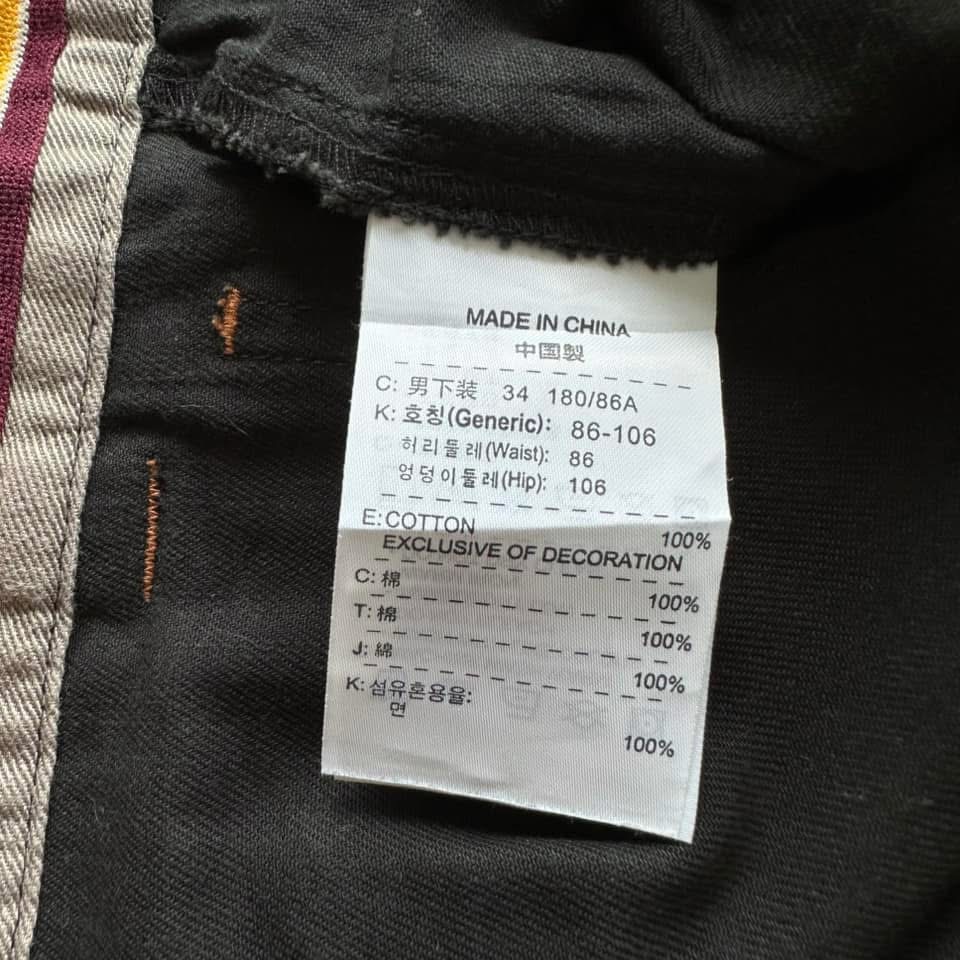 MADE IN CHINA
中国製
C: 男下装 34 180/86A
K: 호칭(Generic): 86-106
허리둘레(Waist): 86
엉덩이둘레(Hip): 106
E: COTTON 100%
EXCLUSIVE OF DECORATION
C: 棉 100%
T: 棉 100%
J: 綿 100%
K: 섬유혼용율:
면 100%